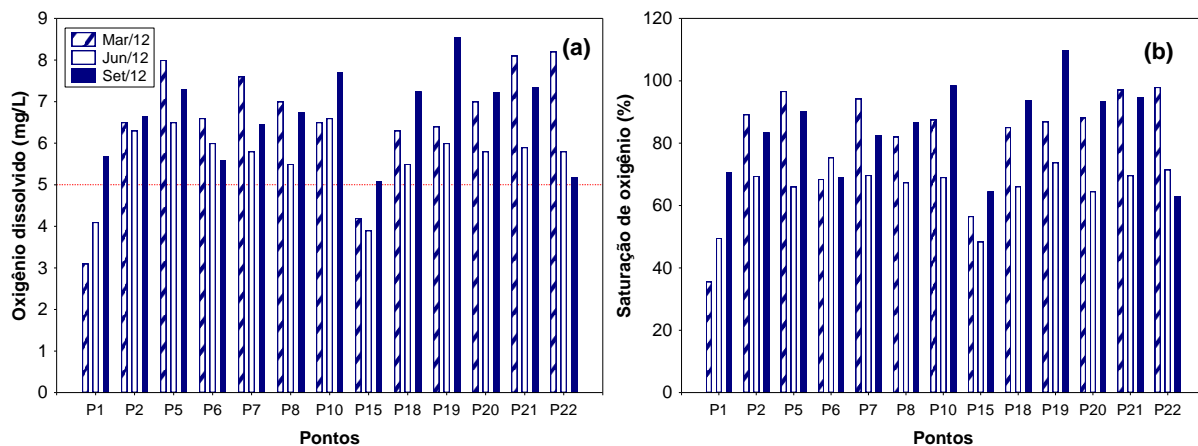 Oxigênio dissolvido (mg/L)
9
8
7
6
5
4
3
2
1
0
Mar/12
Jun/12
Set/12
(a)
P1 P2 P5 P6 P7 P8 P10 P15 P18 P19 P20 P21 P22
Pontos
Saturação de oxigênio (%)
120
100
80
60
40
20
0
(b)
P1 P2 P5 P6 P7 P8 P10 P15 P18 P19 P20 P21 P22
Pontos